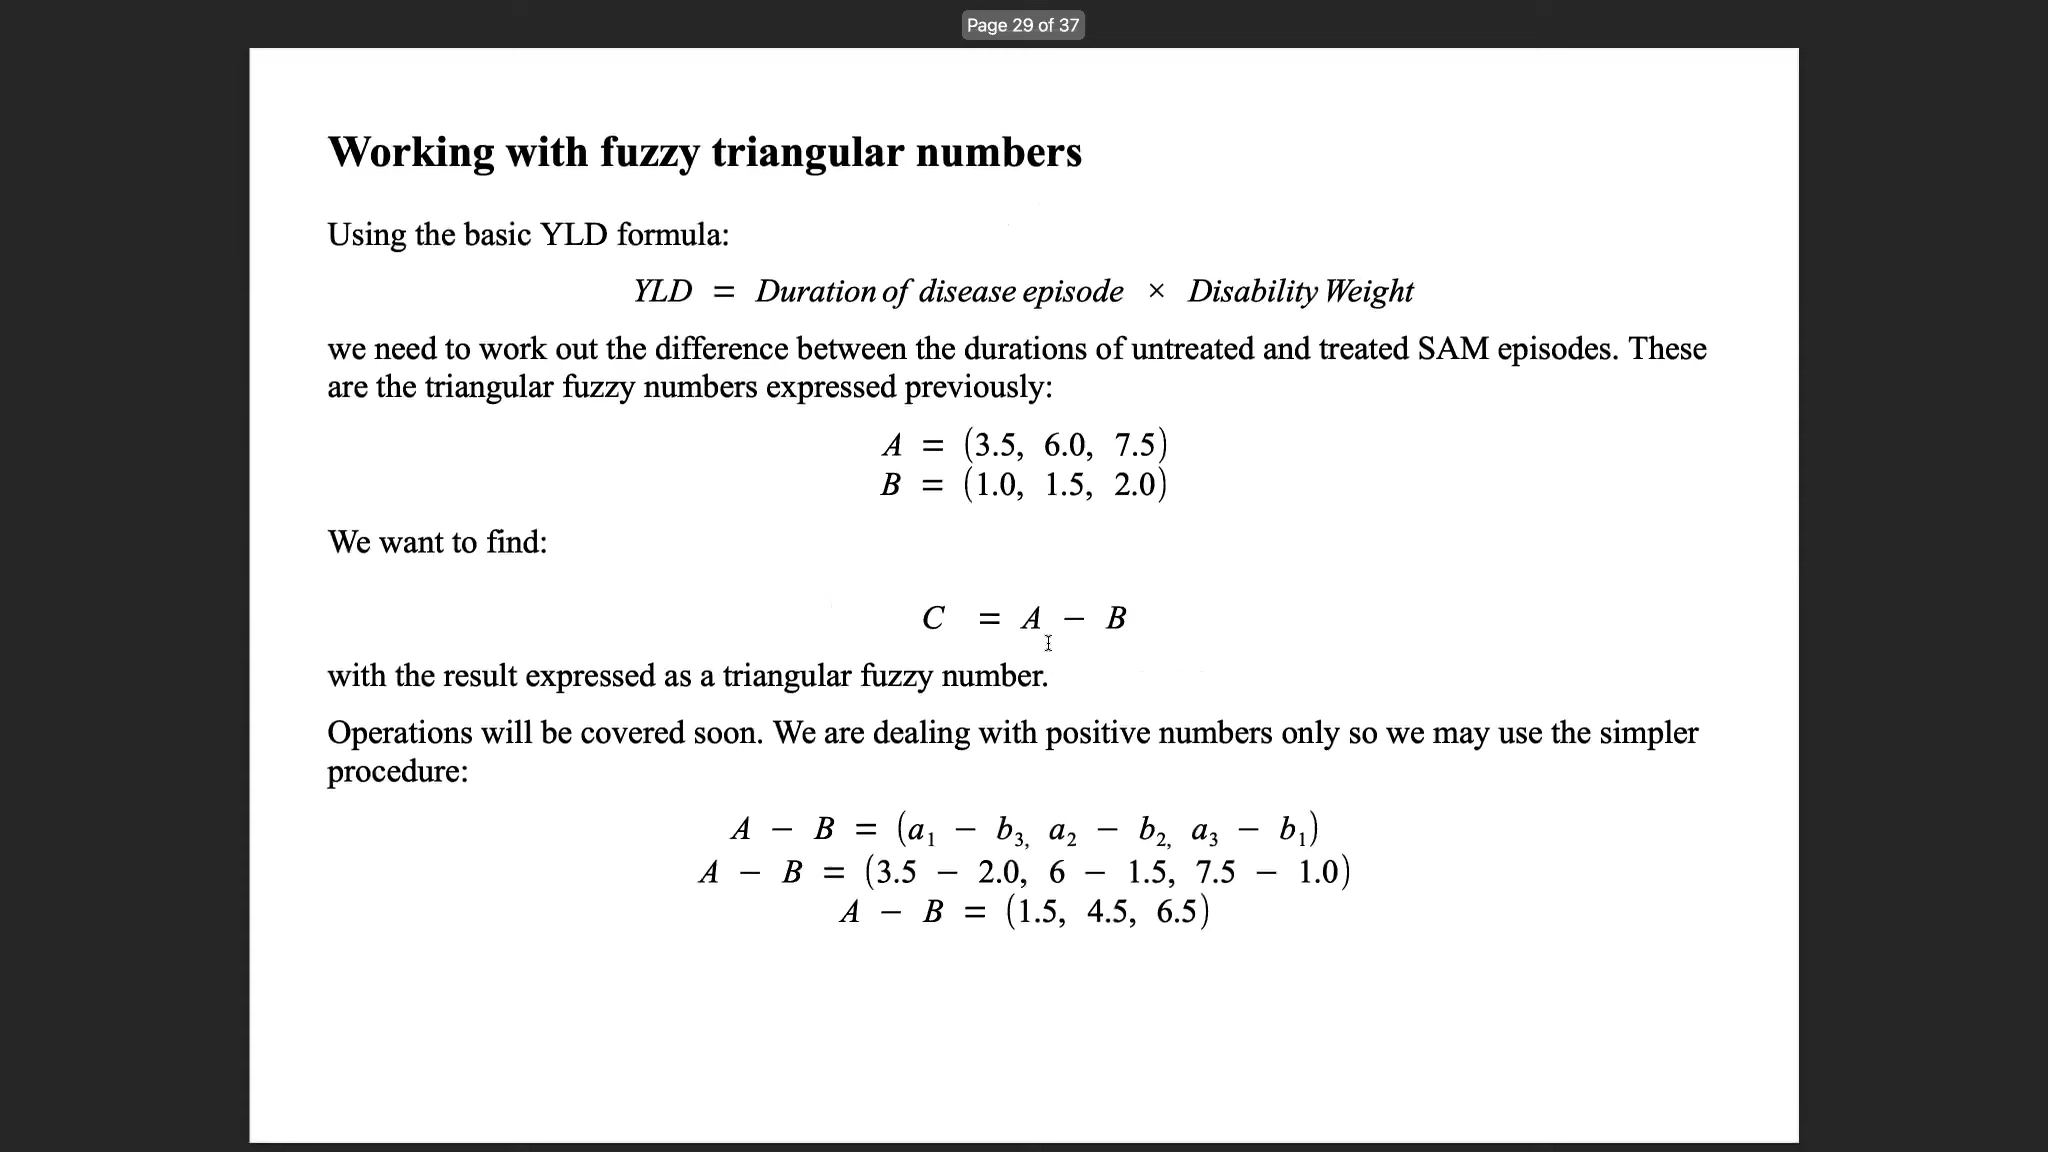 Page 29 of 37
Working with fuzzy triangular numbers
Using the basic YLD formula:
YLD = Duration of disease episode × Disability Weight
we need to work out the difference between the durations of untreated and treated SAM episodes. These
are the triangular fuzzy numbers expressed previously:
A = (3.5, 6.0, 7.5)
B = (1.0, 1.5, 2.0)
We want to find:
C = A − B
with the result expressed as a triangular fuzzy number.
Operations will be covered soon. We are dealing with positive numbers only so we may use the simpler
procedure:
A − B = (a₁ − b₃, a₂ − b₂, a₃ − b₁)
A − B = (3.5 − 2.0, 6 − 1.5, 7.5 − 1.0)
A − B = (1.5, 4.5, 6.5)